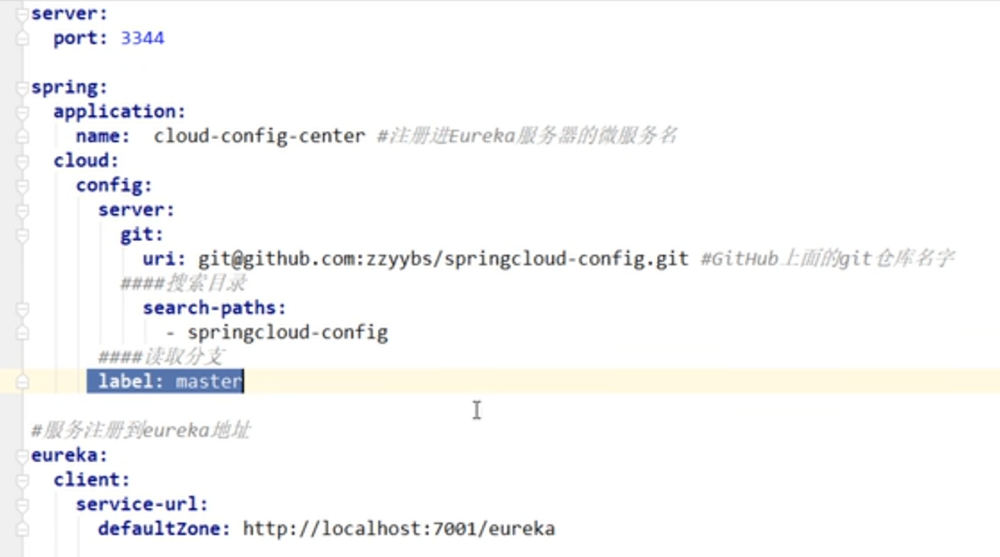 server:
  port: 3344

spring:
  application:
    name:  cloud-config-center #注册进Eureka服务器的微服务名
  cloud:
    config:
      server:
        git:
          uri: git@github.com:zzyybs/springcloud-config.git #GitHub上面的git仓库名字
        ####搜索目录
          search-paths:
            - springcloud-config
      ####读取分支
      label: master

#服务注册到eureka地址
eureka:
  client:
    service-url:
      defaultZone: http://localhost:7001/eureka